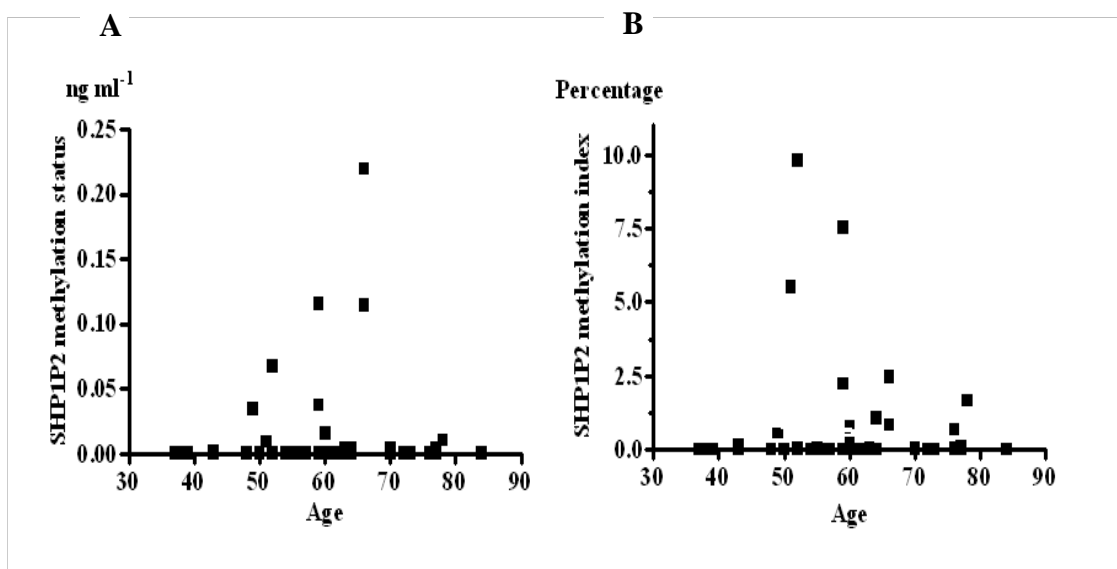 A
ng ml-1
SHP1P2 methylation status
0.25
0.20
0.15
0.10
0.05
0.00
30 40 50 60 70 80 90
Age
B
Percentage
SHP1P2 methylation index
10.0
7.5
5.0
2.5
0.0
30 40 50 60 70 80 90
Age